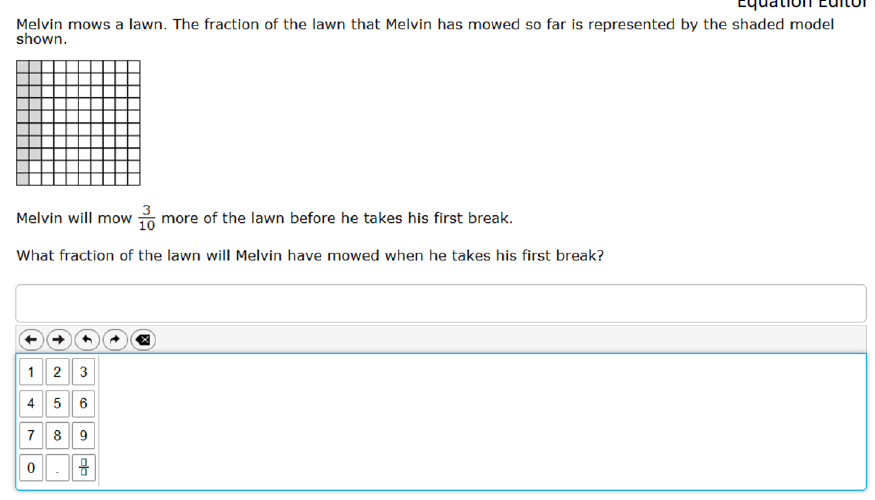 Equation Editor
Melvin mows a lawn. The fraction of the lawn that Melvin has mowed so far is represented by the shaded model
shown.
Melvin will mow 3/10 more of the lawn before he takes his first break.
What fraction of the lawn will Melvin have mowed when he takes his first break?
1 2 3
4 5 6
7 8 9
0 .